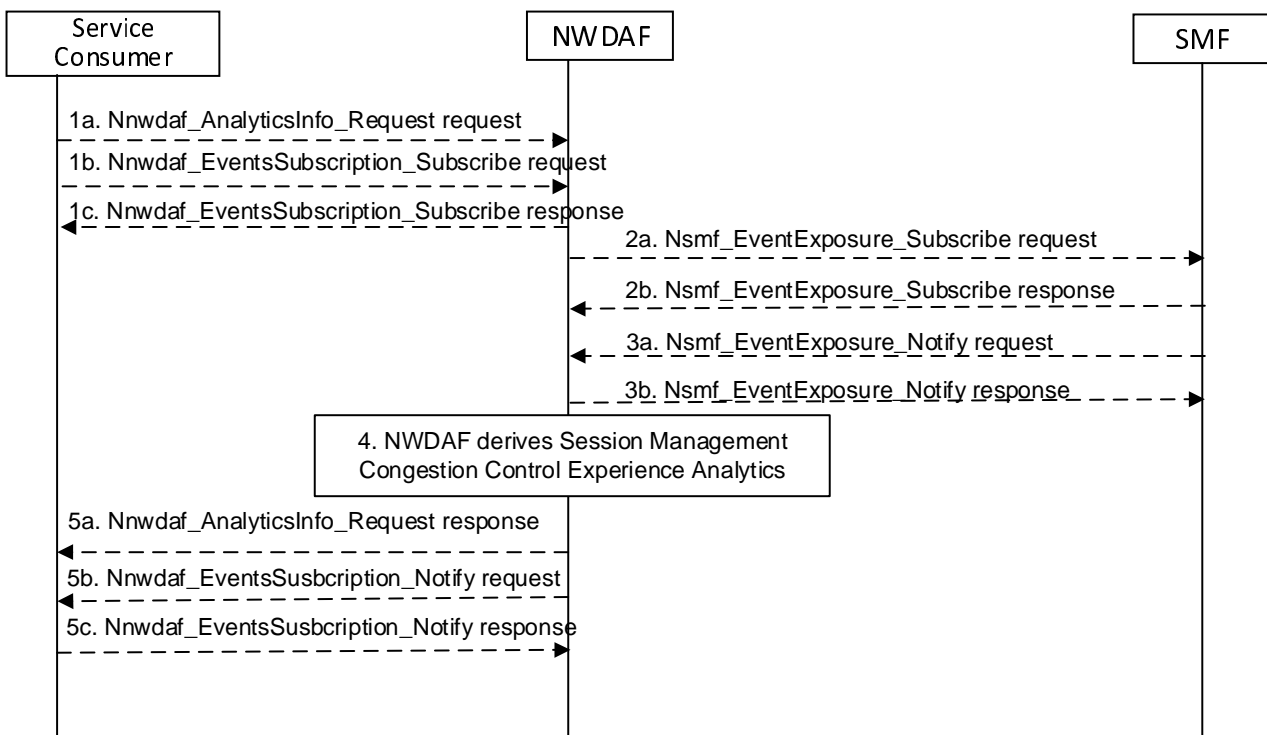 Service
Consumer
NWDAF
SMF
1a. Nnwdaf_AnalyticsInfo_Request request
1b. Nnwdaf_EventsSubscription_Subscribe request
1c. Nnwdaf_EventsSubscription_Subscribe response
2a. Nsmf_EventExposure_Subscribe request
2b. Nsmf_EventExposure_Subscribe response
3a. Nsmf_EventExposure_Notify request
3b. Nsmf_EventExposure_Notify response
4. NWDAF derives Session Management
Congestion Control Experience Analytics
5a. Nnwdaf_AnalyticsInfo_Request response
5b. Nnwdaf_EventsSusbcription_Notify request
5c. Nnwdaf_EventsSusbcription_Notify response